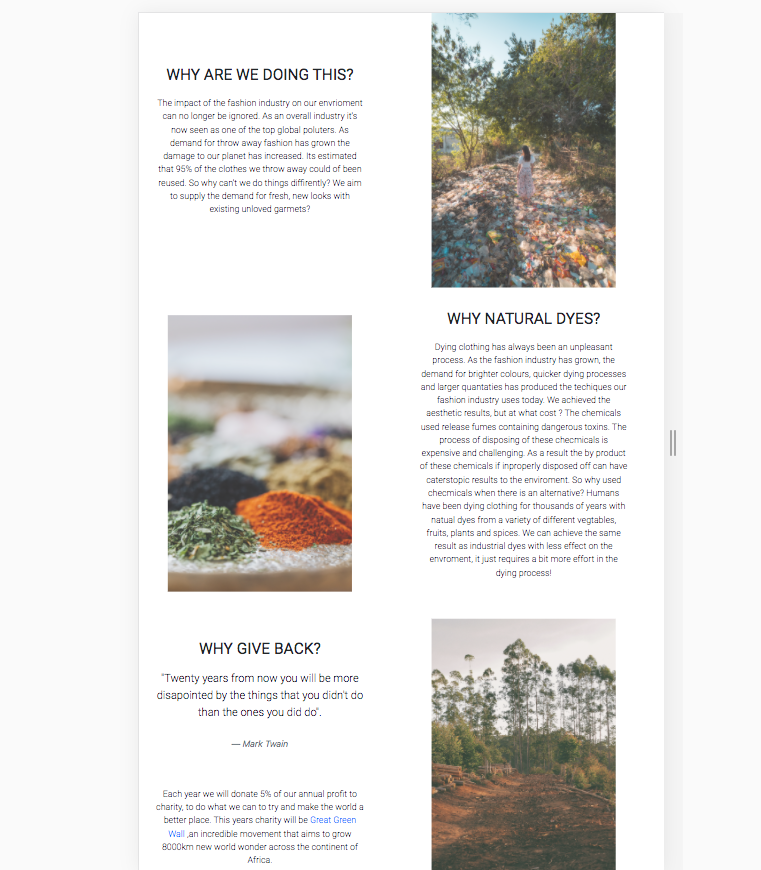 WHY ARE WE DOING THIS?
The impact of the fashion industry on our envrioment
can no longer be ignored. As an overall industry it's
now seen as one of the top global poluters. As
demand for throw away fashion has grown the
damage to our planet has increased. Its estimated
that 95% of the clothes we throw away could of been
reused. So why can't we do things diffirently? We aim
to supply the demand for fresh, new looks with
existing unloved garmets?
WHY NATURAL DYES?
Dying clothing has always been an unpleasant
process. As the fashion industry has grown, the
demand for brighter colours, quicker dying processes
and larger quantaties has produced the techiques our
fashion industry uses today. We achieved the
aesthetic results, but at what cost ? The chemicals
used release fumes containing dangerous toxins. The
process of disposing of these checmicals is
expensive and challenging. As a result the by product
of these chemicals if inproperly disposed off can have
caterstopic results to the enviroment. So why used
checmicals when there is an alternative? Humans
have been dying clothing for thousands of years with
natual dyes from a variety of different vegtables,
fruits, plants and spices. We can achieve the same
result as industrial dyes with less effect on the
envroment, it just requires a bit more effort in the
dying process!
WHY GIVE BACK?
"Twenty years from now you will be more
disapointed by the things that you didn't do
than the ones you did do".
— Mark Twain
Each year we will donate 5% of our annual profit to
charity, to do what we can to try and make the world a
better place. This years charity will be Great Green
Wall ,an incredible movement that aims to grow
8000km new world wonder across the continent of
Africa.